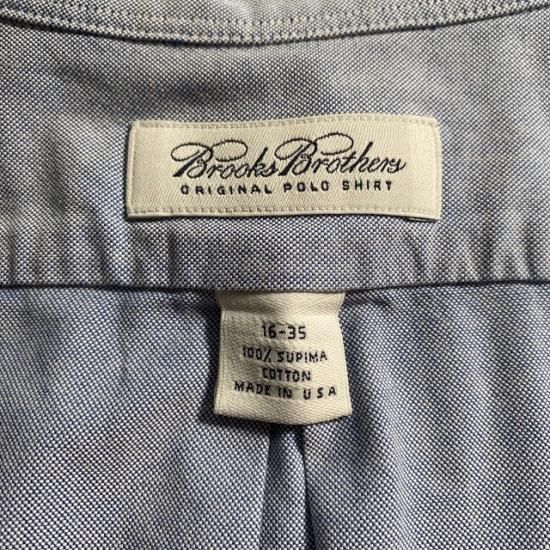 Brooks Brothers
ORIGINAL POLO SHIRT
16-35
100% SUPIMA
COTTON
MADE IN USA